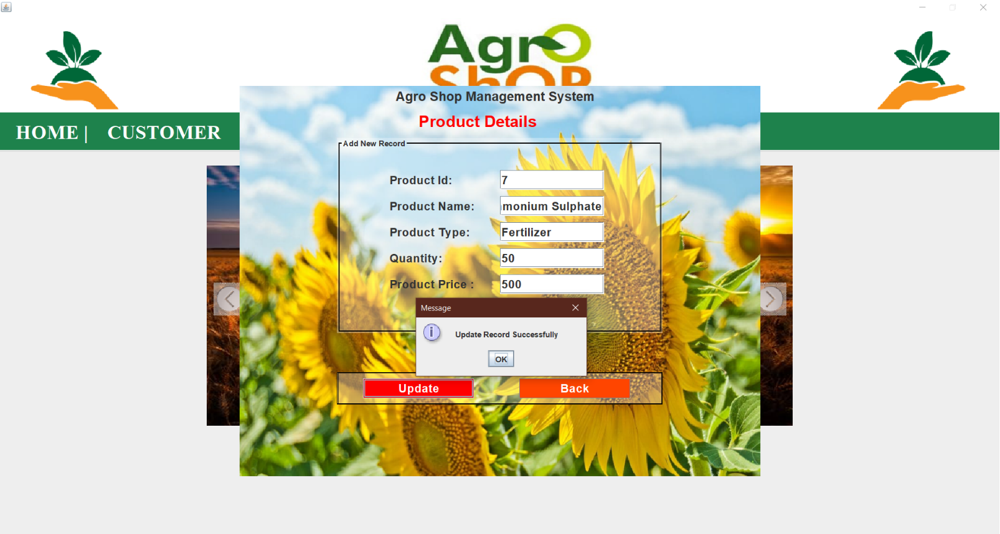 Agro
ShOP
HOME |
CUSTOMER
Agro Shop Management System
Product Details
Add New Record
Product Id:
7
Product Name:
monium Sulphate
Product Type:
Fertilizer
Quantity:
50
Product Price :
500
Message
i
Update Record Successfully
OK
Update
Back